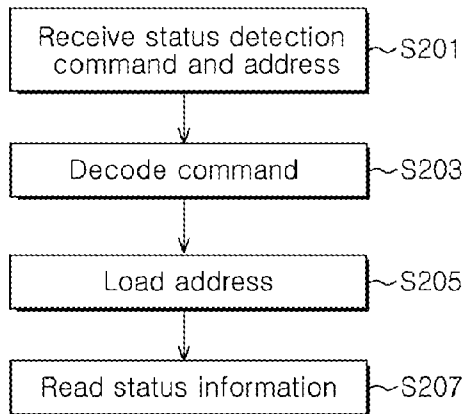 Receive status detection
command and address
S201
Decode command
S203
Load address
S205
Read status information
S207